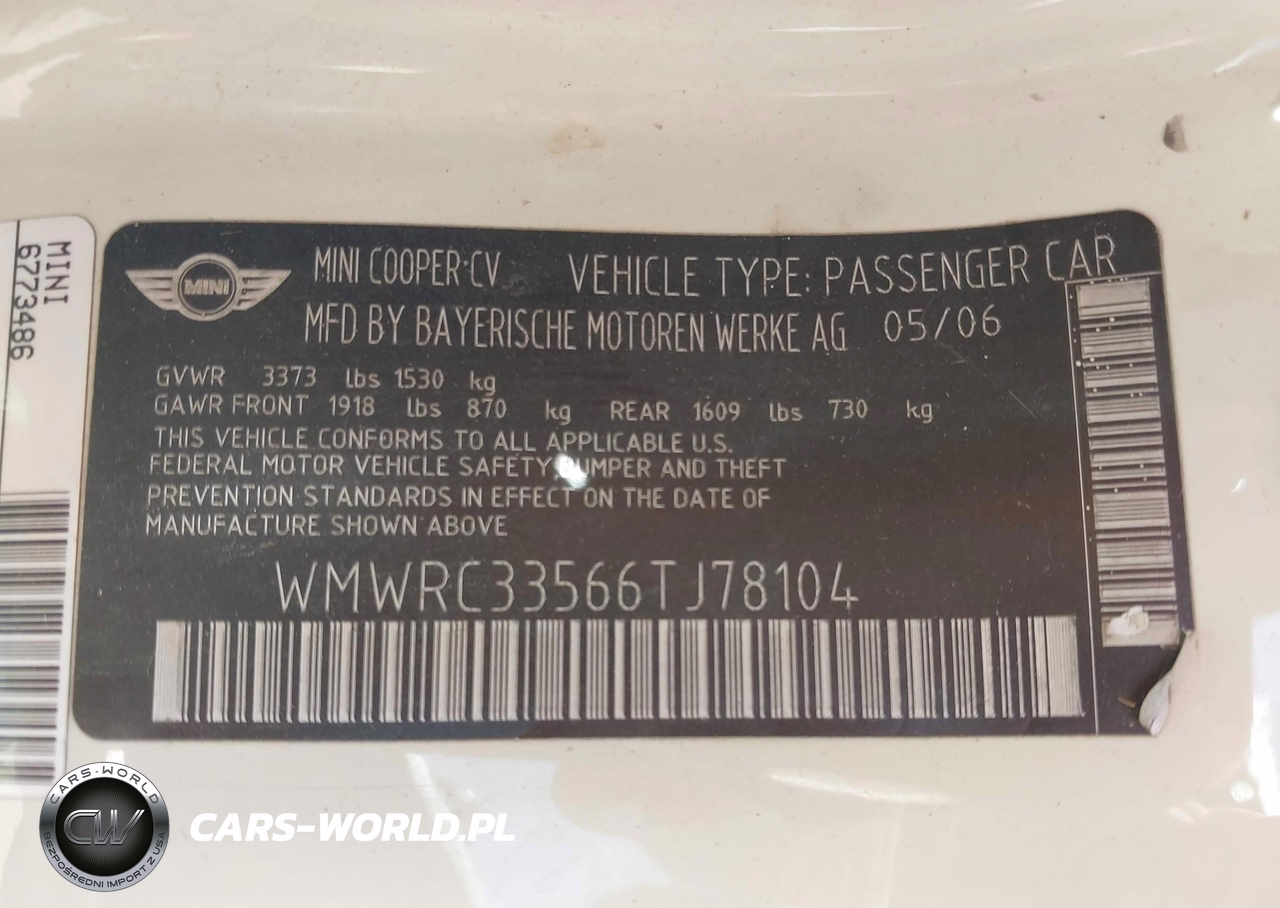 MINI
6773486
MINI
MINI COOPER CV VEHICLE TYPE: PASSENGER CAR
MFD BY BAYERISCHE MOTOREN WERKE AG 05/06
GVWR 3373 lbs 1530 kg
GAWR FRONT 1918 lbs 870 kg REAR 1609 lbs 730 kg
THIS VEHICLE CONFORMS TO ALL APPLICABLE U.S.
FEDERAL MOTOR VEHICLE SAFETY, BUMPER AND THEFT
PREVENTION STANDARDS IN EFFECT ON THE DATE OF
MANUFACTURE SHOWN ABOVE
WMWRC33566TJ78104
CARS-WORLD
CW
BEZPOŚREDNI IMPORT Z USA
CARS-WORLD.PL